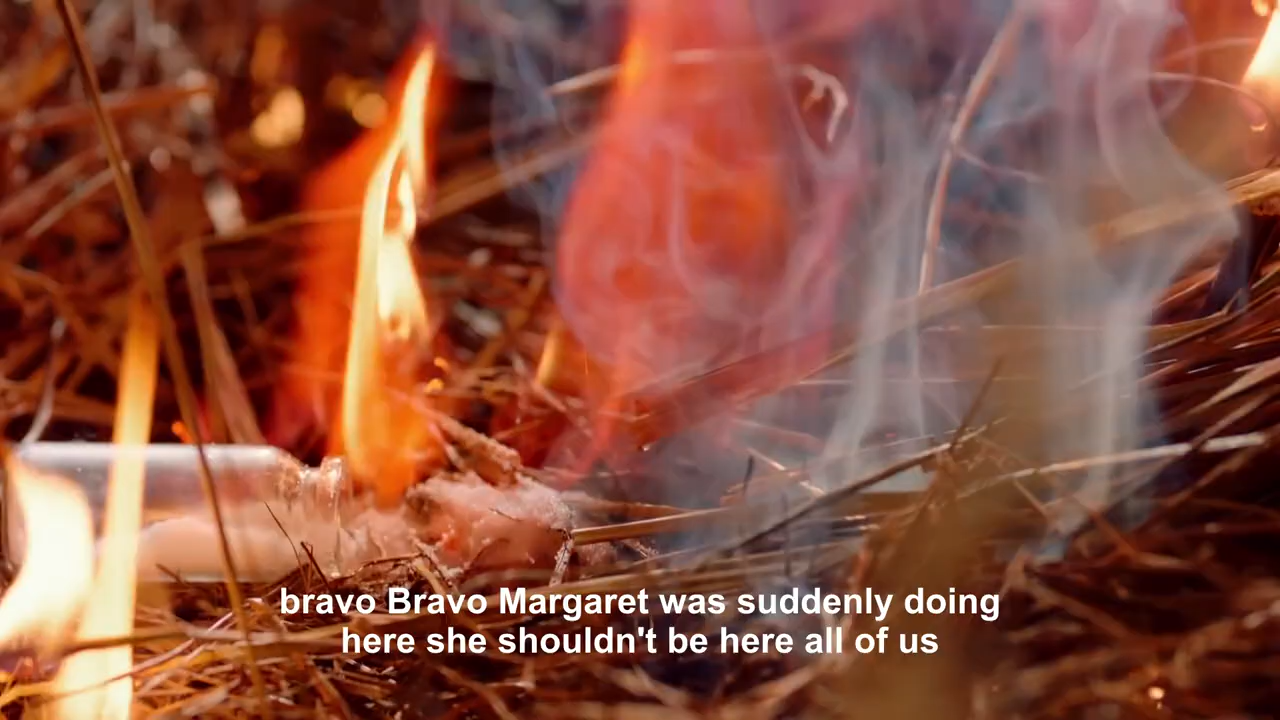 bravo Bravo Margaret was suddenly doing
here she shouldn't be here all of us